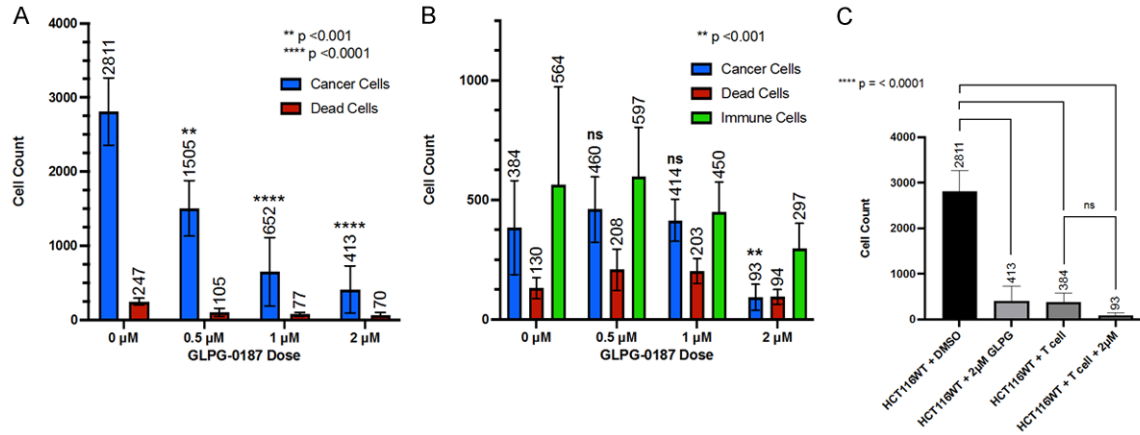 A
Cell Count
4000
3000
2000
1000
0
** p <0.001
**** p <0.0001
Cancer Cells
Dead Cells
2811
247
**
1505
105
****
652
77
****
413
70
0 µM
0.5 µM
1 µM
2 µM
GLPG-0187 Dose
B
Cell Count
1000
500
0
** p <0.001
Cancer Cells
Dead Cells
Immune Cells
384
130
564
ns
460
208
597
ns
414
203
450
**
93
94
297
0 µM
0.5 µM
1 µM
2 µM
GLPG-0187 Dose
C
**** p = < 0.0001
Cell Count
4000
3000
2000
1000
0
2811
413
384
93
ns
HCT116WT + DMSO
HCT116WT + 2µM GLPG
HCT116WT + T cell
HCT116WT + T cell + 2µM